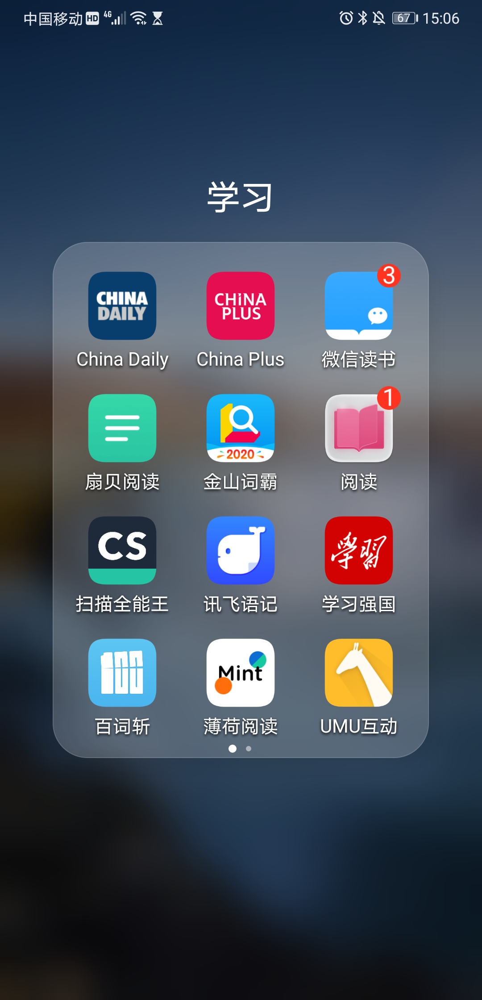 中国移动 HD 4G 67 15:06
学习
CHINA DAILY
CHINA PLUS
3
China Daily
China Plus
微信读书
2020
1
扇贝阅读
金山词霸
阅读
CS
學習
扫描全能王
讯飞语记
学习强国
Mint
百词斩
薄荷阅读
UMU互动